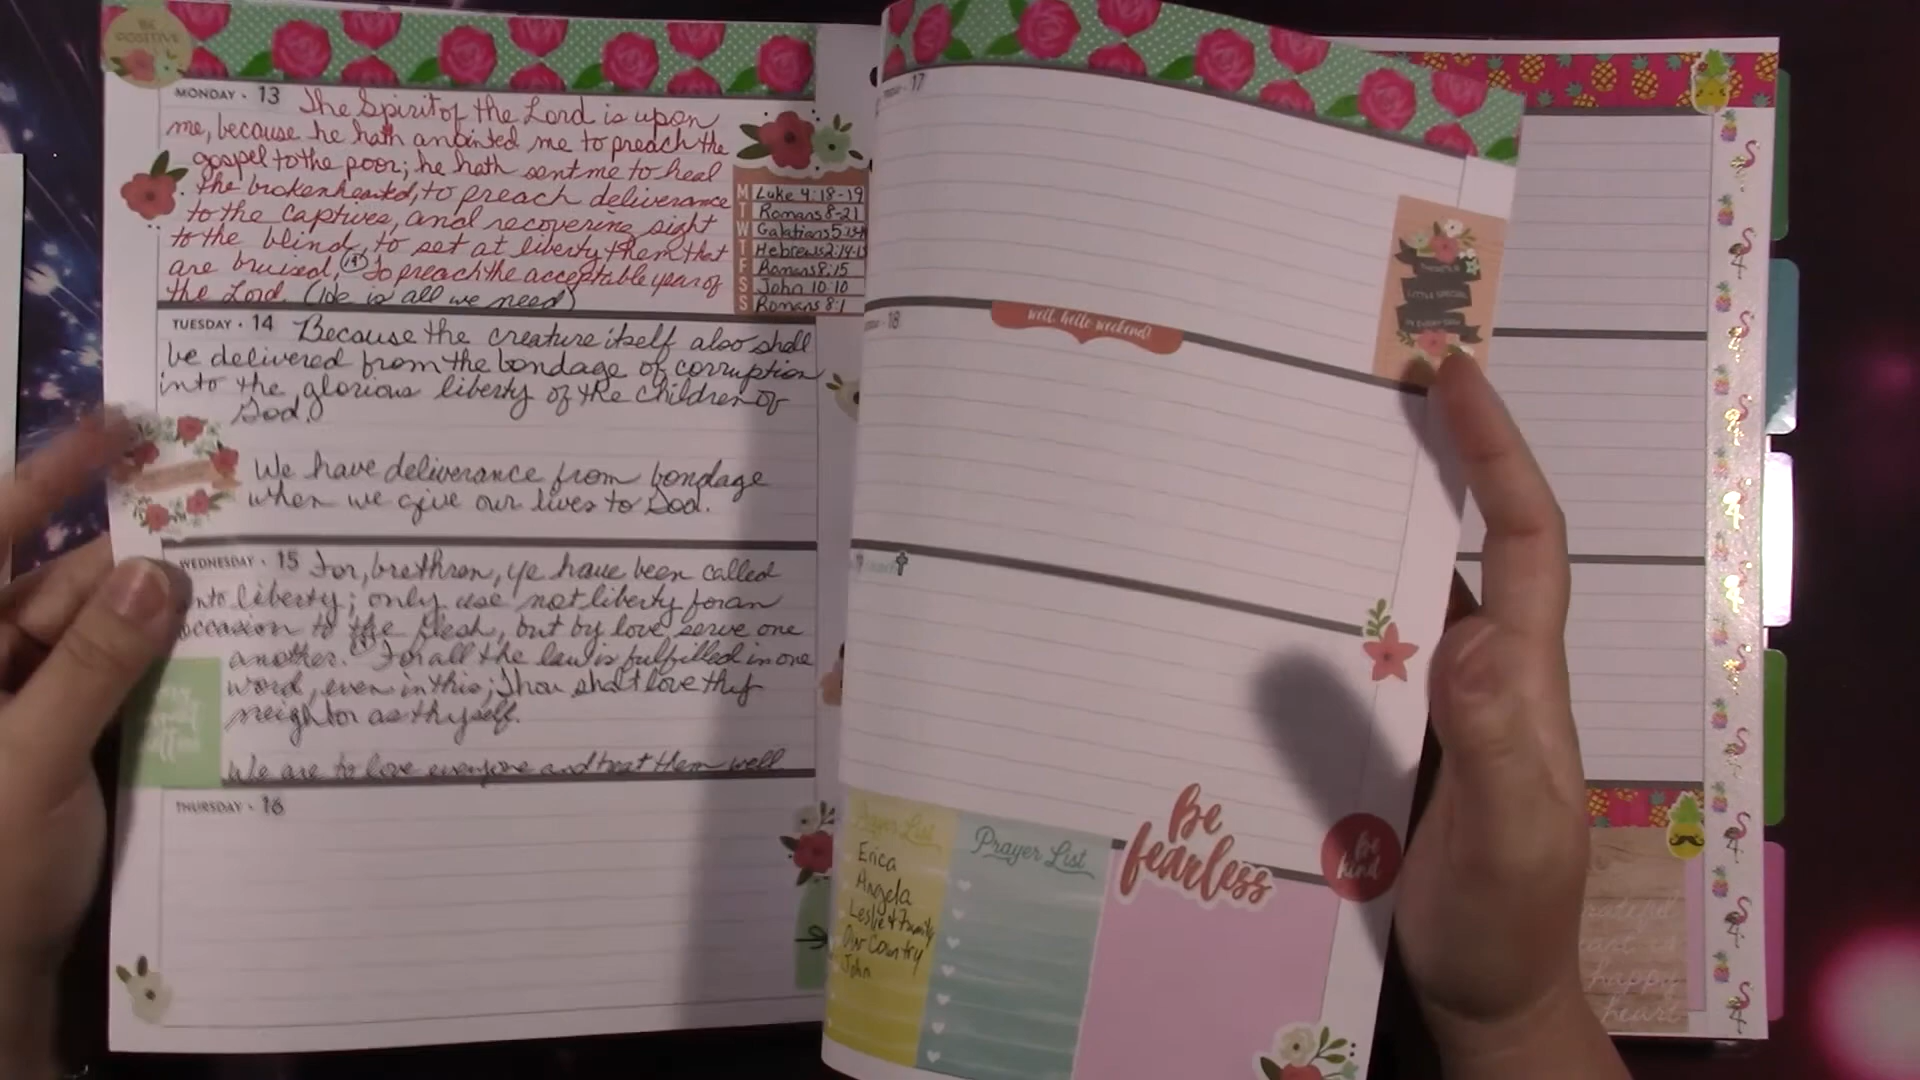 BE
POSITIVE
MONDAY · 13 The Spirit of the Lord is upon
me, because he hath anointed me to preach the
gospel to the poor; he hath sent me to heal
the brokenhearted, to preach deliverance
to the captives, and recovering sight
to the blind, to set at liberty them that
are bruised, To preach the acceptable year of
the Lord. (He is all we need)
M Luke 4:18-19
T Romans 8-21
W Galatians 5:
T Hebrews 2:14-15
F Romans 8:15
S John 10:10
S Romans 8:1
TUESDAY · 14 Because the creature itself also shall
be delivered from the bondage of corruption
into the glorious liberty of the children of
God.
We have deliverance from bondage
when we give our lives to God.
WEDNESDAY · 15 For, brethren, ye have been called
unto liberty; only use not liberty for an
occasion to the flesh, but by love serve one
another. For all the law is fulfilled in one
word, even in this; Thou shalt love thy
neighbor as thyself.
We are to love everyone and treat them well
THURSDAY · 16
17
LITTLE SPECIAL
18
well, hello weekend!
Prayer List
Erica
Angela
Leslie & Family
Our Country
John
Prayer List
Be
fearless
be
kind
grateful
heart is
happy
heart